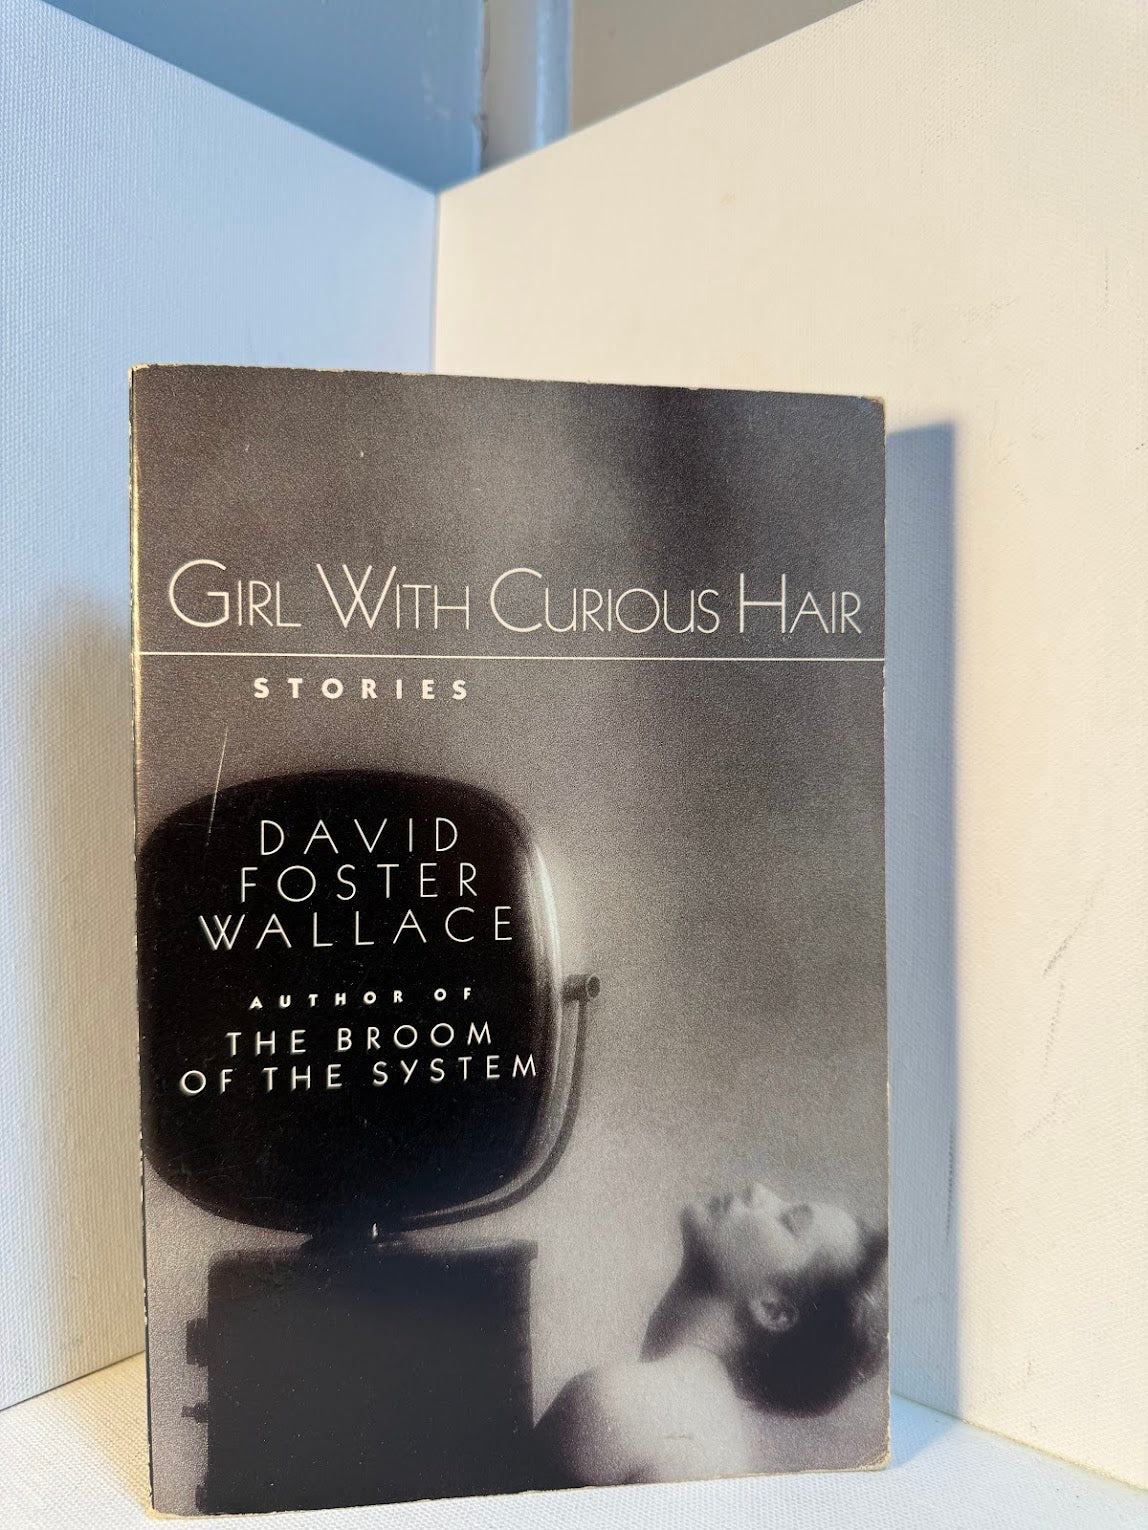 GIRL WITH CURIOUS HAIR
STORIES
DAVID
FOSTER
WALLACE
AUTHOR OF
THE BROOM
OF THE SYSTEM